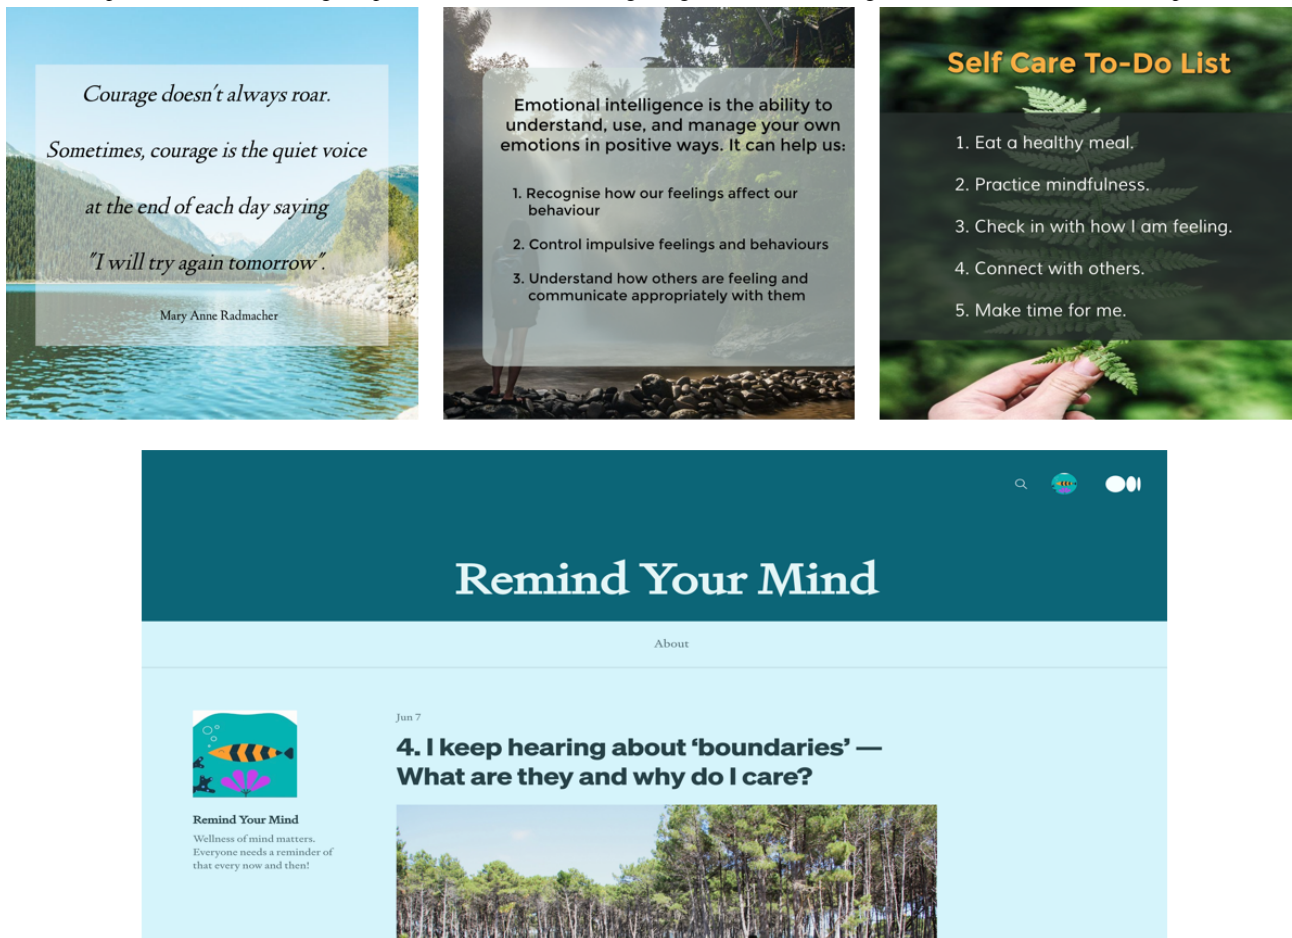 Courage doesn't always roar.
Sometimes, courage is the quiet voice
at the end of each day saying
"I will try again tomorrow".
Mary Anne Radmacher
Emotional intelligence is the ability to
understand, use, and manage your own
emotions in positive ways. It can help us:
1. Recognise how our feelings affect our
behaviour
2. Control impulsive feelings and behaviours
3. Understand how others are feeling and
communicate appropriately with them
Self Care To-Do List
1. Eat a healthy meal.
2. Practice mindfulness.
3. Check in with how I am feeling.
4. Connect with others.
5. Make time for me.
Remind Your Mind
About
Jun 7
4. I keep hearing about ‘boundaries’ —
What are they and why do I care?
Remind Your Mind
Wellness of mind matters.
Everyone needs a reminder of
that every now and then!